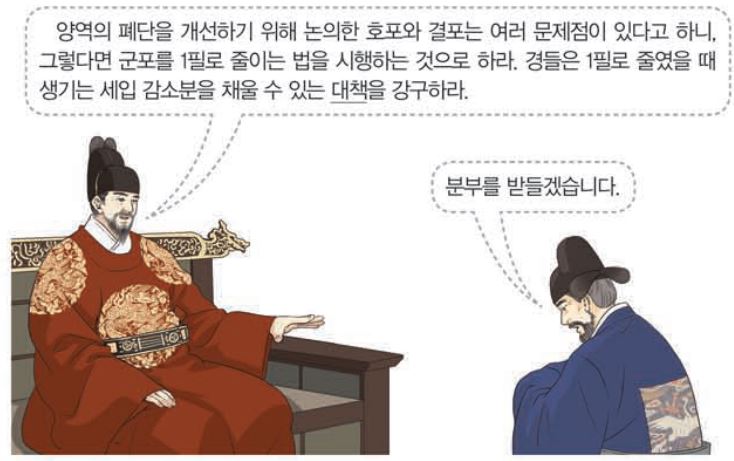 양역의 폐단을 개선하기 위해 논의한 호포와 결포는 여러 문제점이 있다고 하니,
그렇다면 군포를 1필로 줄이는 법을 시행하는 것으로 하라. 경들은 1필로 줄였을 때
생기는 세입 감소분을 채울 수 있는 대책을 강구하라.
분부를 받들겠습니다.